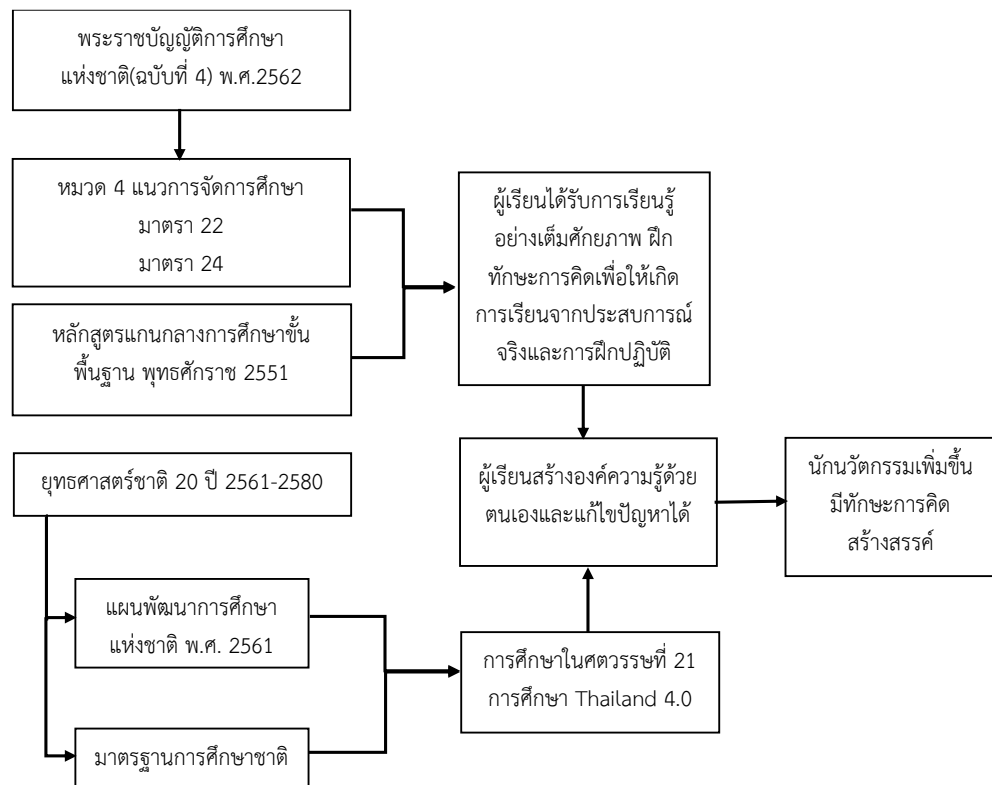 พระราชบัญญัติการศึกษา
แห่งชาติ(ฉบับที่ 4) พ.ศ.2562
หมวด 4 แนวการจัดการศึกษา
มาตรา 22
มาตรา 24
หลักสูตรแกนกลางการศึกษาขั้น
พื้นฐาน พุทธศักราช 2551
ผู้เรียนได้รับการเรียนรู้
อย่างเต็มศักยภาพ ฝึก
ทักษะการคิดเพื่อให้เกิด
การเรียนจากประสบการณ์
จริงและการฝึกปฏิบัติ
ยุทธศาสตร์ชาติ 20 ปี 2561-2580
ผู้เรียนสร้างองค์ความรู้ด้วย
ตนเองและแก้ไขปัญหาได้
นักนวัตกรรมเพิ่มขึ้น
มีทักษะการคิด
สร้างสรรค์
แผนพัฒนาการศึกษา
แห่งชาติ พ.ศ. 2561
การศึกษาในศตวรรษที่ 21
การศึกษา Thailand 4.0
มาตรฐานการศึกษาชาติ